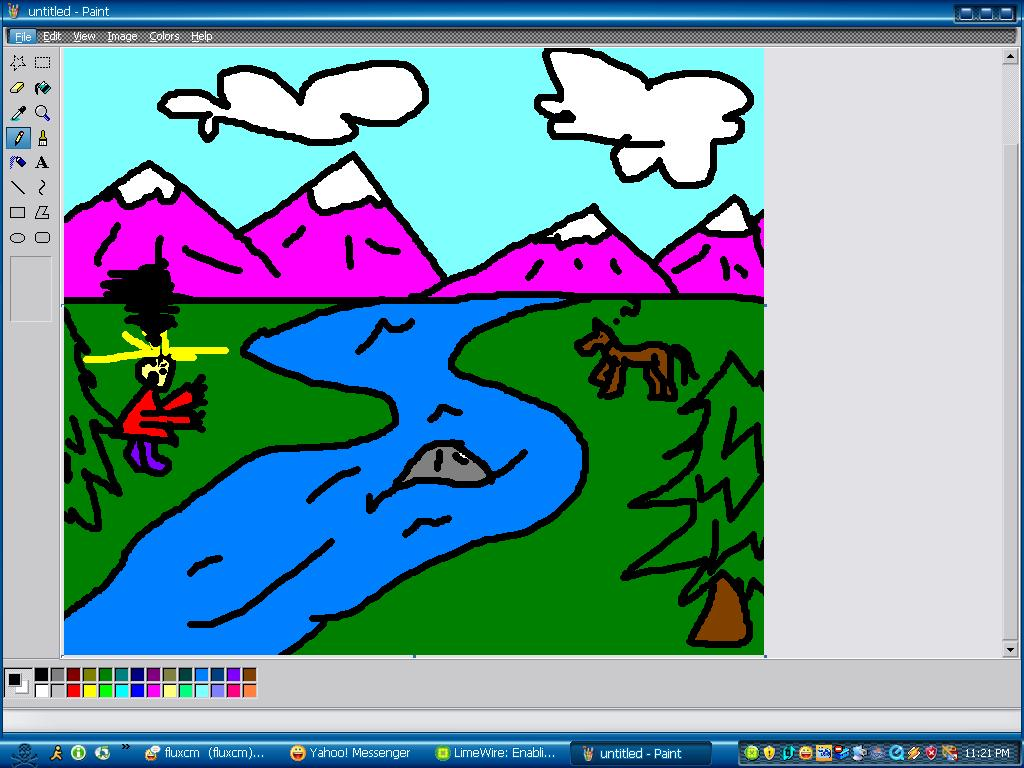 untitled - Paint
File Edit View Image Colors Help
A
fluxcm (fluxcm)... Yahoo! Messenger LimeWire: Enabli... untitled - Paint 11:21 PM